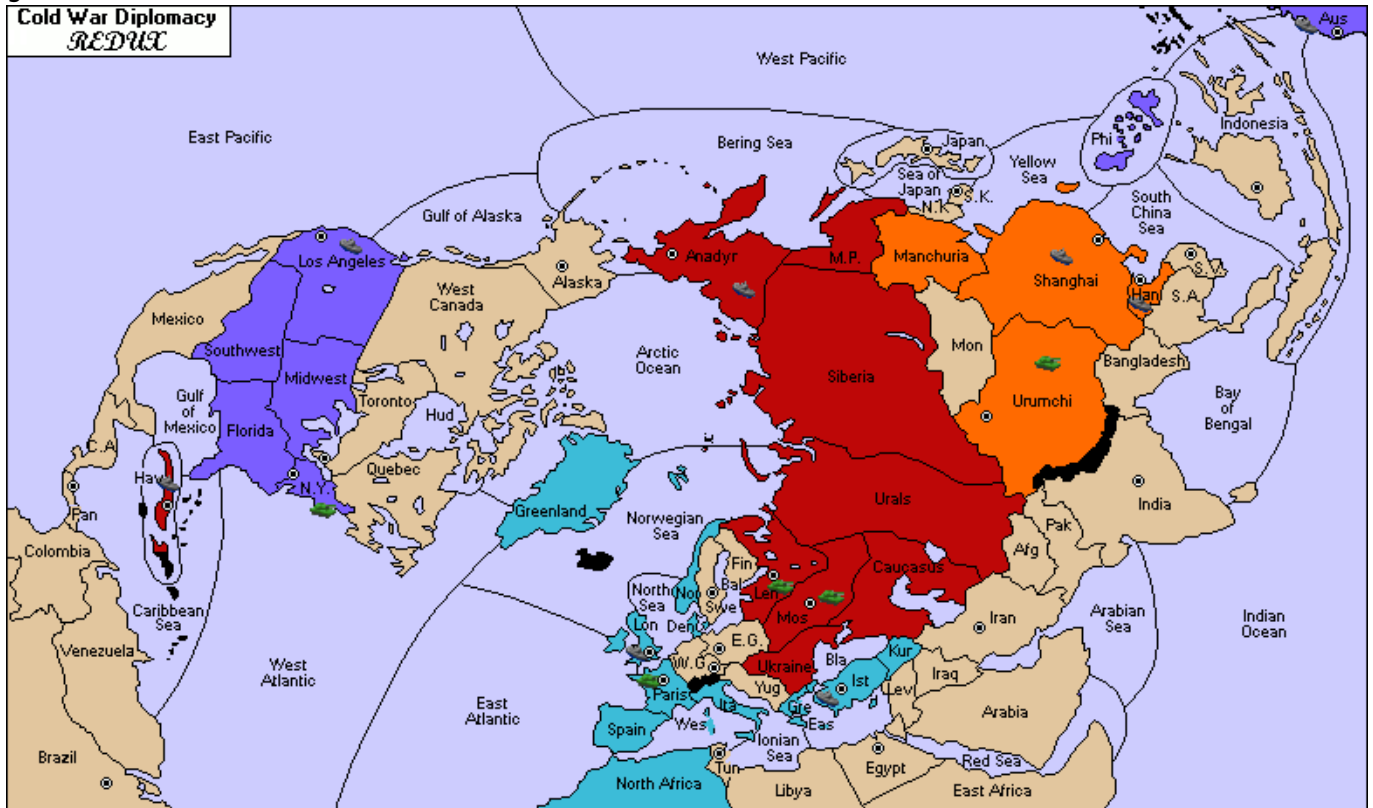 Cold War Diplomacy
REDUX
Aus
West Pacific
East Pacific
Bering Sea
Japan
Yellow
Sea
Phi
Indonesia
Sea of
Japan
S.K.
N.K.
South
China
Sea
Gulf of Alaska
Los Angeles
Anadyr
M.P.
Manchuria
Shanghai
S.V.
Han
S.A.
Alaska
West
Canada
Mexico
Southwest
Midwest
Arctic
Ocean
Siberia
Mon
Bangladesh
Urumchi
Bay
of
Bengal
Gulf
of
Mexico
Toronto
Hud
Florida
C.A.
Quebec
Hav
N.Y.
Pan
Greenland
Norwegian
Sea
Urals
India
Pak
Afg
Colombia
Fin
Caucasus
North
Sea
Nor
Bal
Swe
Len
Mos
Lon
Den
Caribbean
Sea
Iran
Arabian
Sea
Indian
Ocean
Venezuela
E.G.
W.G.
Ukraine
Bla
Kur
West
Atlantic
Paris
Yug
Ist
Iraq
Lev
Ita
Gre
Eas
Arabia
East
Atlantic
Spain
Wes
Ionian
Sea
Brazil
Tun
Egypt
Red Sea
North Africa
Libya
East Africa